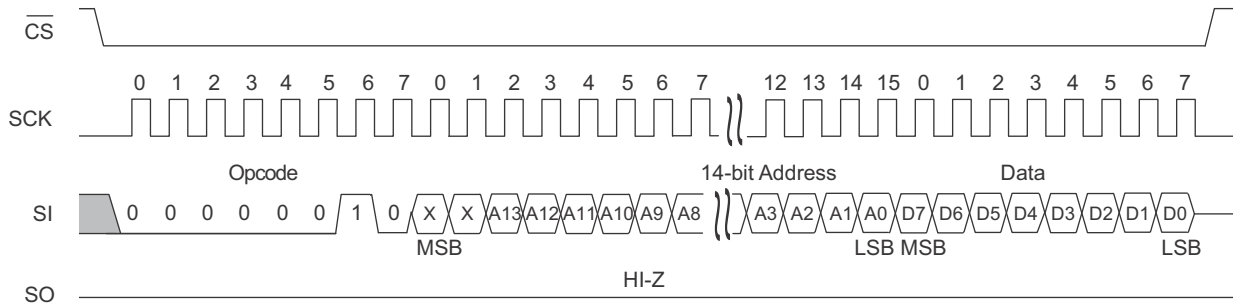 CS
0 1 2 3 4 5 6 7 0 1 2 3 4 5 6 7 12 13 14 15 0 1 2 3 4 5 6 7
SCK
Opcode 14-bit Address Data
SI 0 0 0 0 0 0 1 0 X X A13 A12 A11 A10 A9 A8 A3 A2 A1 A0 D7 D6 D5 D4 D3 D2 D1 D0
MSB LSB MSB LSB
HI-Z
SO